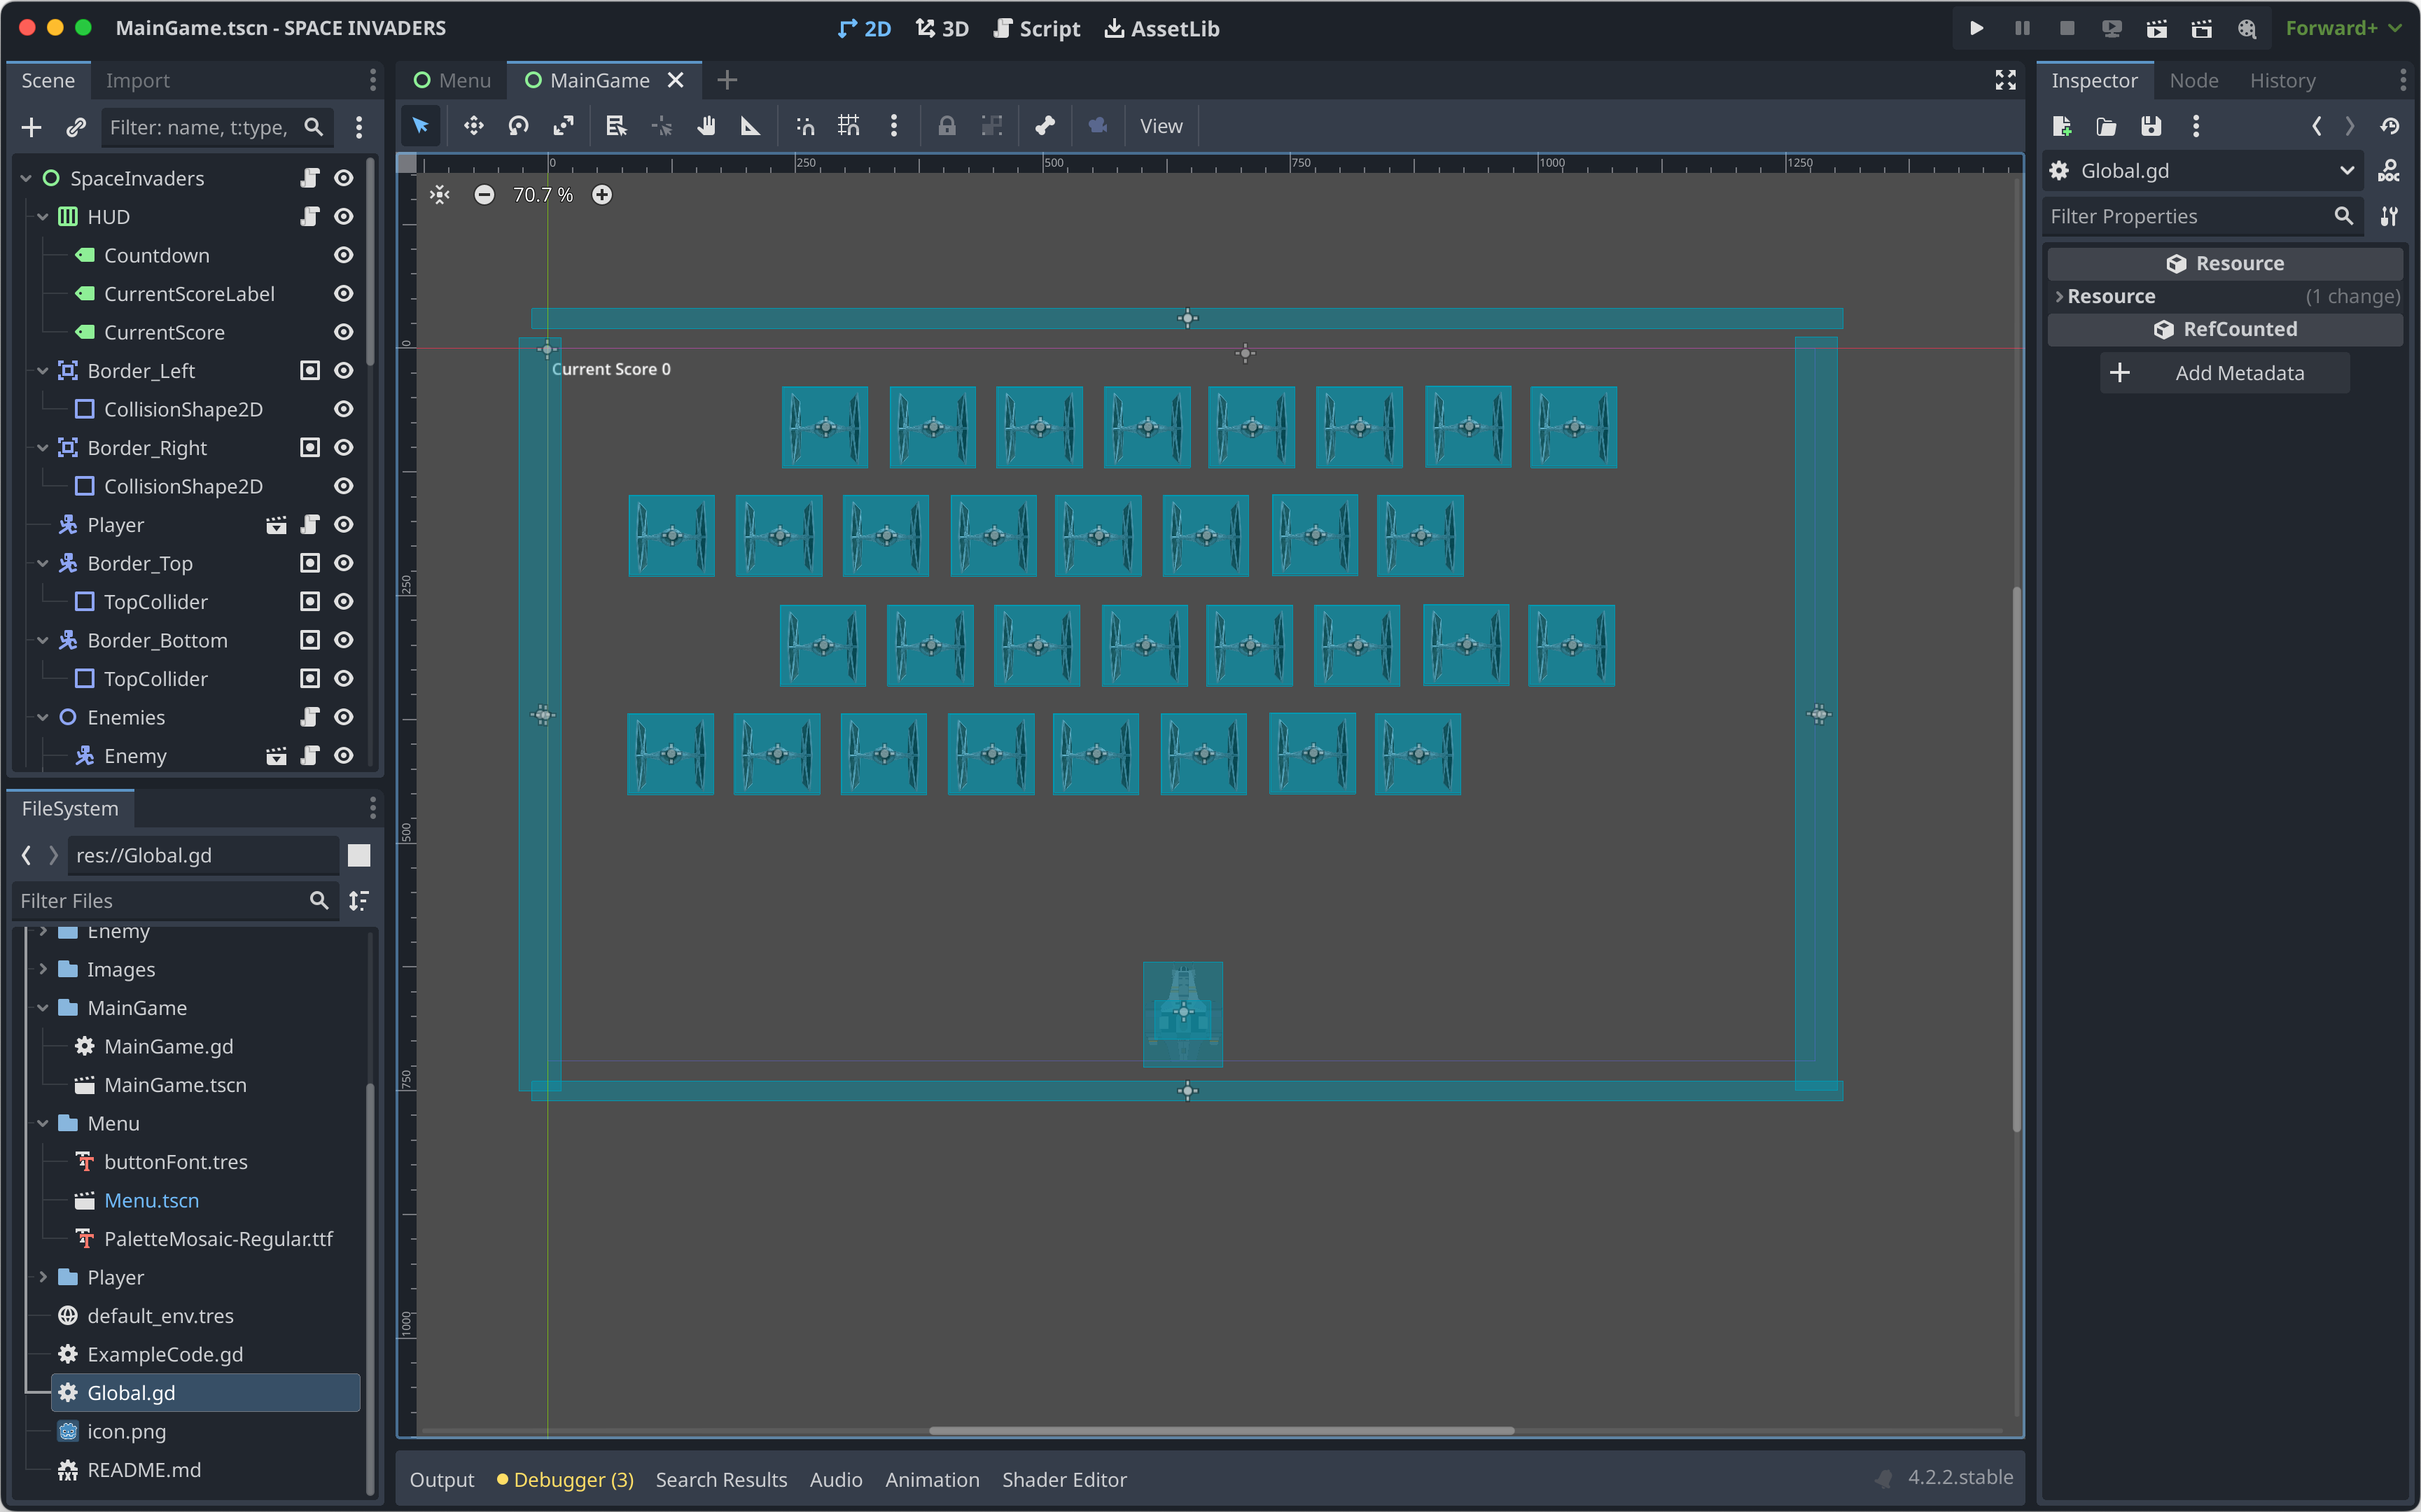 MainGame.tscn - SPACE INVADERS
2D
3D
Script
AssetLib
Forward+
Scene
Import
Filter: name, t:type,
SpaceInvaders
HUD
Countdown
CurrentScoreLabel
CurrentScore
Border_Left
CollisionShape2D
Border_Right
CollisionShape2D
Player
Border_Top
TopCollider
Border_Bottom
TopCollider
Enemies
Enemy
FileSystem
res://Global.gd
Filter Files
Enemy
Images
MainGame
MainGame.gd
MainGame.tscn
Menu
buttonFont.tres
Menu.tscn
PaletteMosaic-Regular.ttf
Player
default_env.tres
ExampleCode.gd
Global.gd
icon.png
README.md
Menu
MainGame
View
0
250
500
750
1000
1250
70.7 %
0
250
500
750
1000
Current Score 0
Output
Debugger (3)
Search Results
Audio
Animation
Shader Editor
4.2.2.stable
Inspector
Node
History
Global.gd
DOC
Filter Properties
Resource
Resource (1 change)
RefCounted
Add Metadata